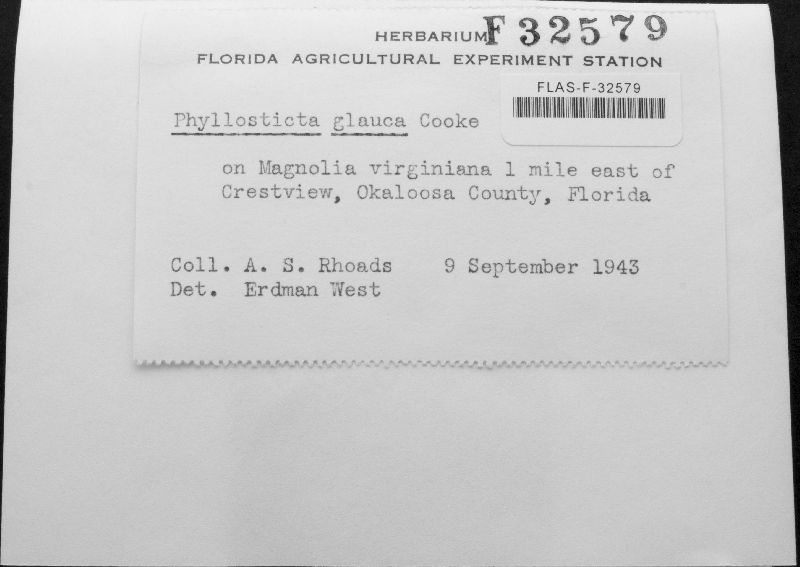 HERBARIUM F 32579
FLORIDA AGRICULTURAL EXPERIMENT STATION
FLAS-F-32579
Phyllosticta glauca Cooke
on Magnolia virginiana 1 mile east of
Crestview, Okaloosa County, Florida
Coll. A. S. Rhoads 9 September 1943
Det. Erdman West